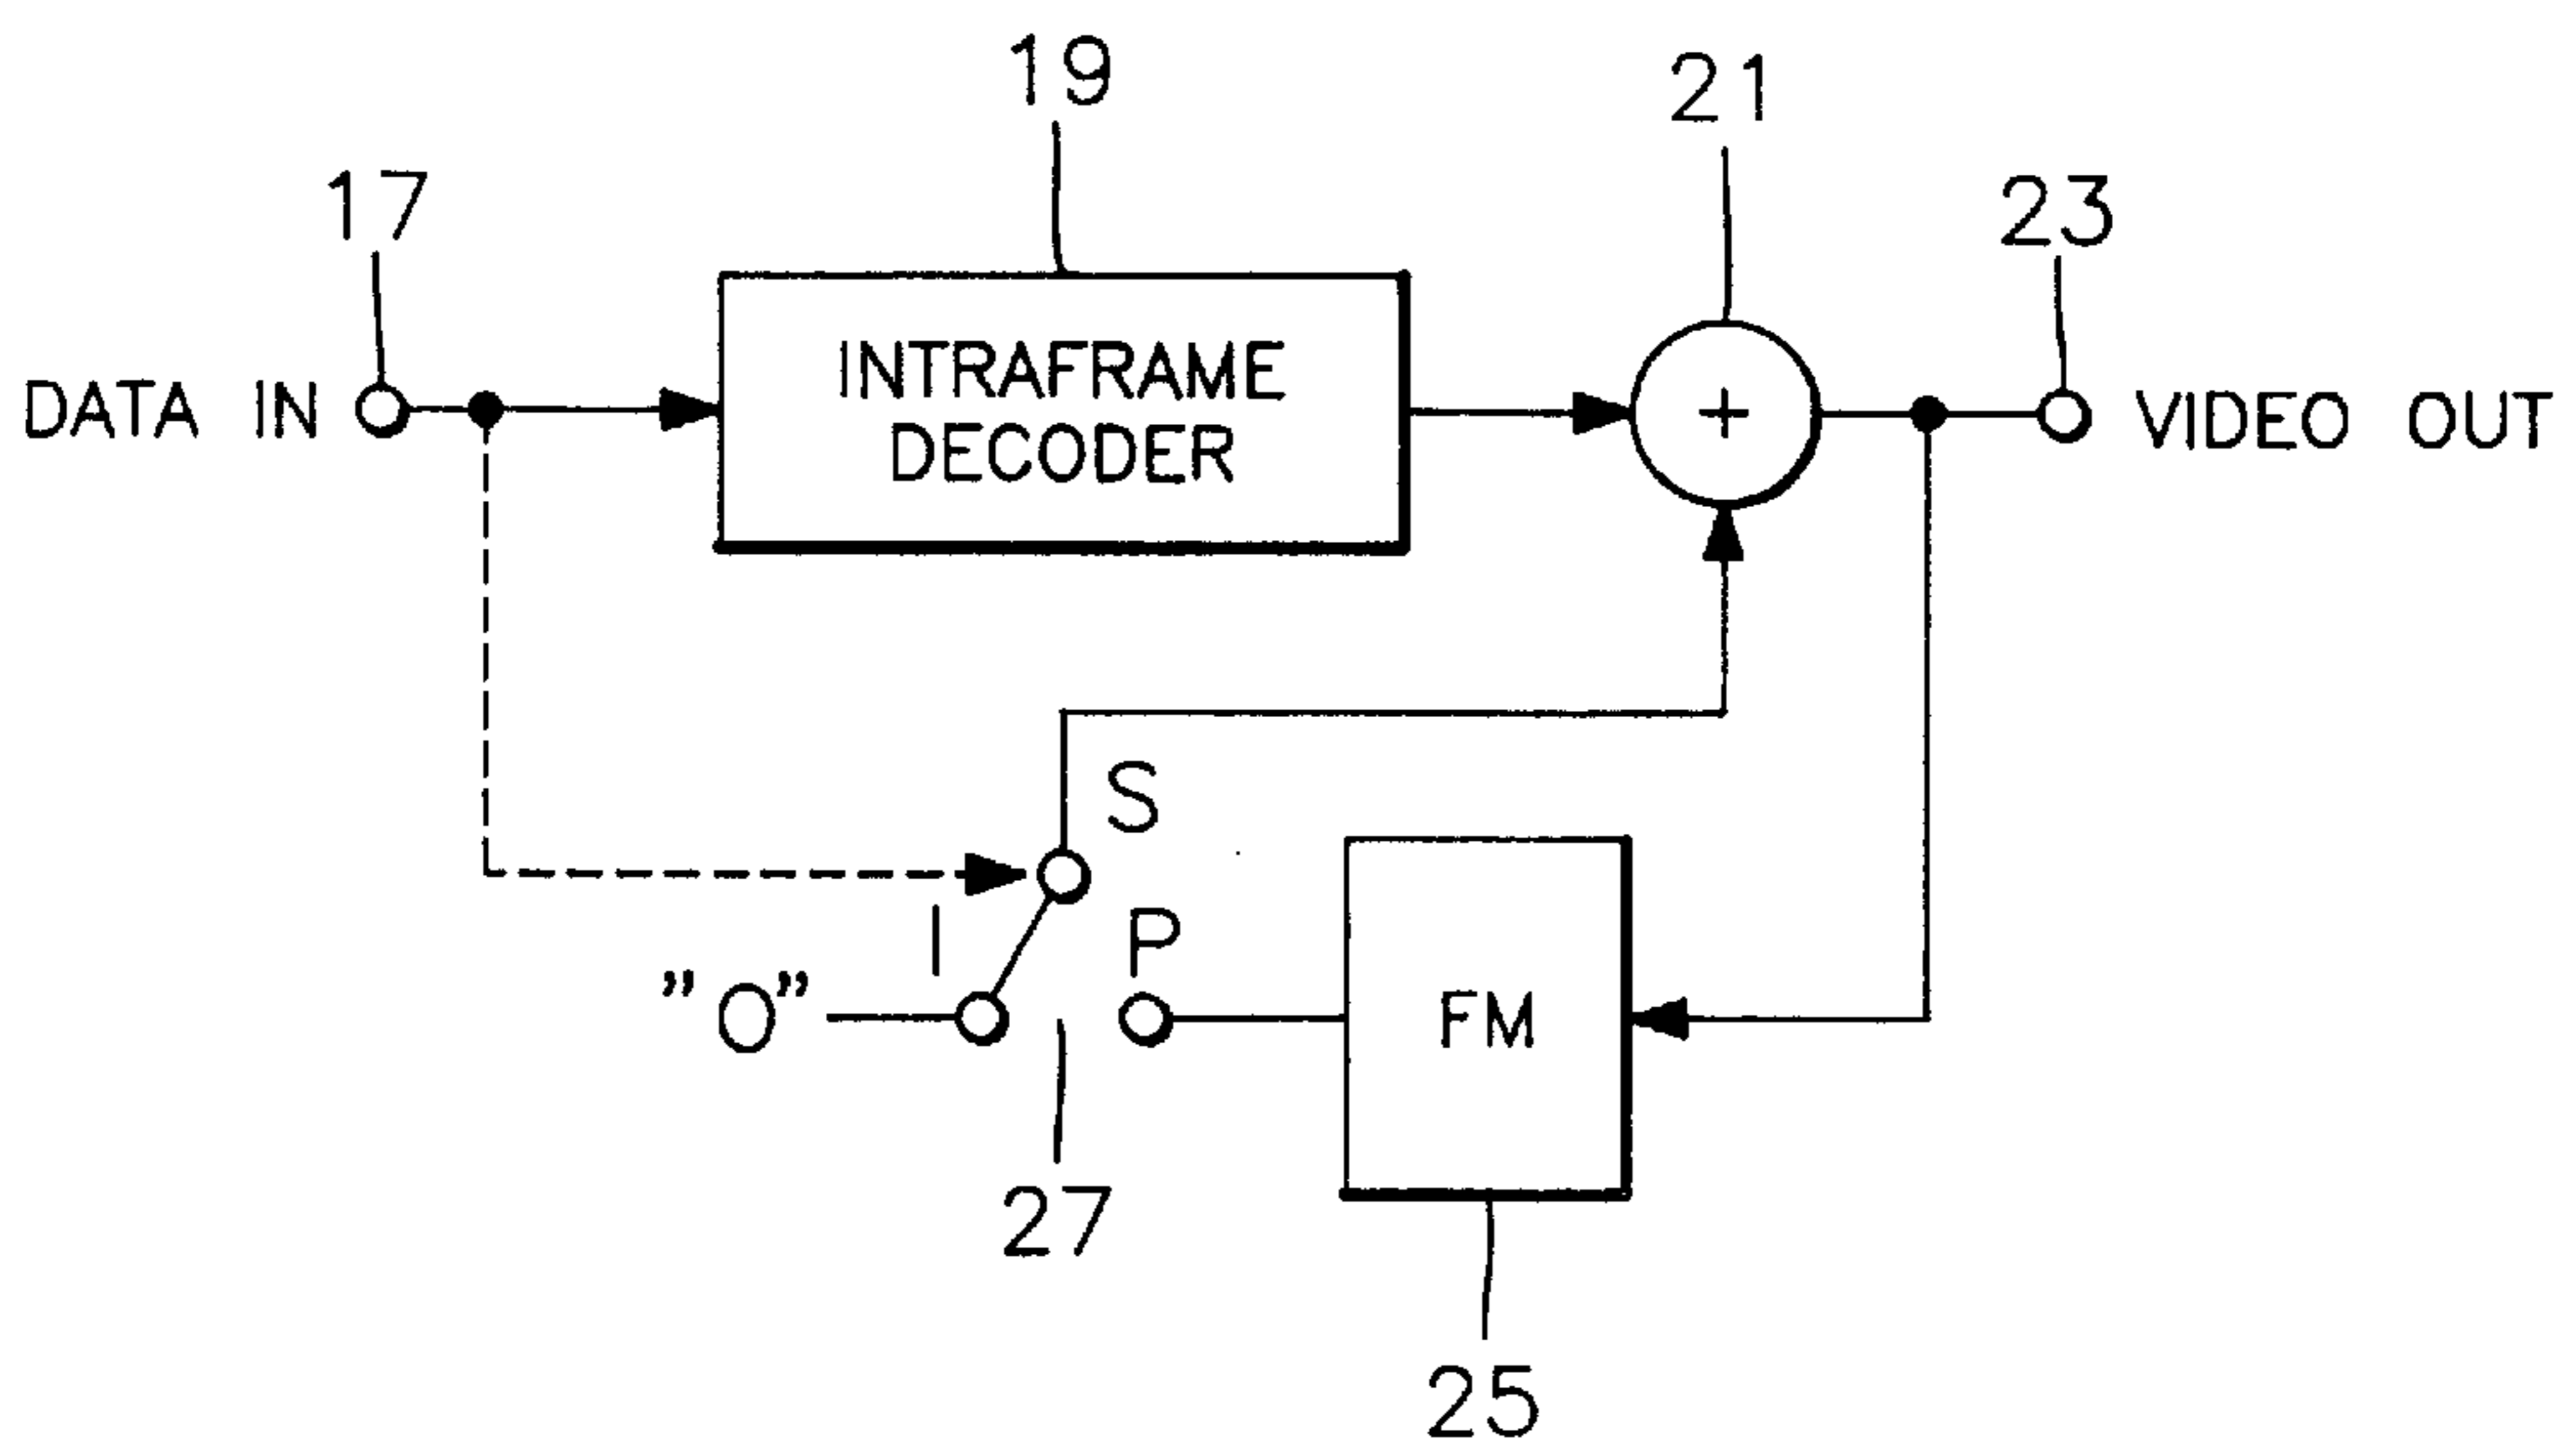 19
21
17
23
DATA IN
INTRAFRAME
DECODER
+
VIDEO OUT
S
I
P
"0"
FM
27
25